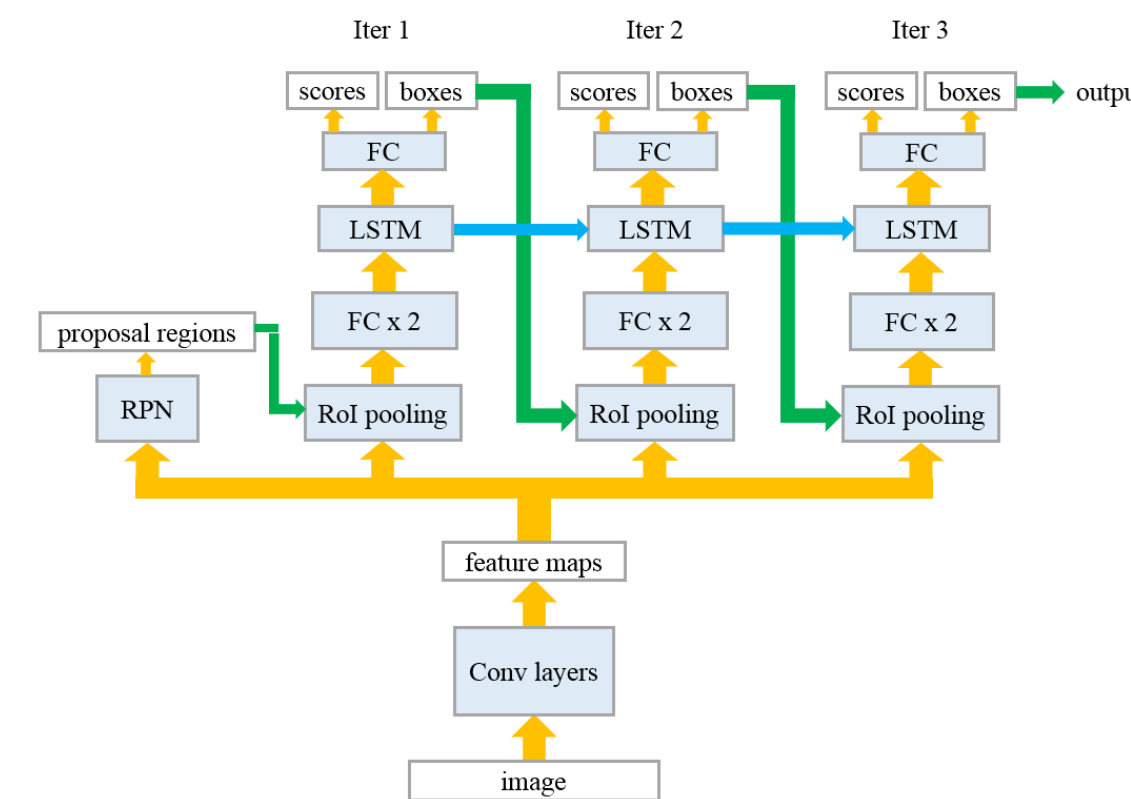 Iter 1 Iter 2 Iter 3
scores boxes scores boxes scores boxes outpu
FC FC FC
LSTM LSTM LSTM
FC x 2 FC x 2 FC x 2
proposal regions
RPN RoI pooling RoI pooling RoI pooling
feature maps
Conv layers
image